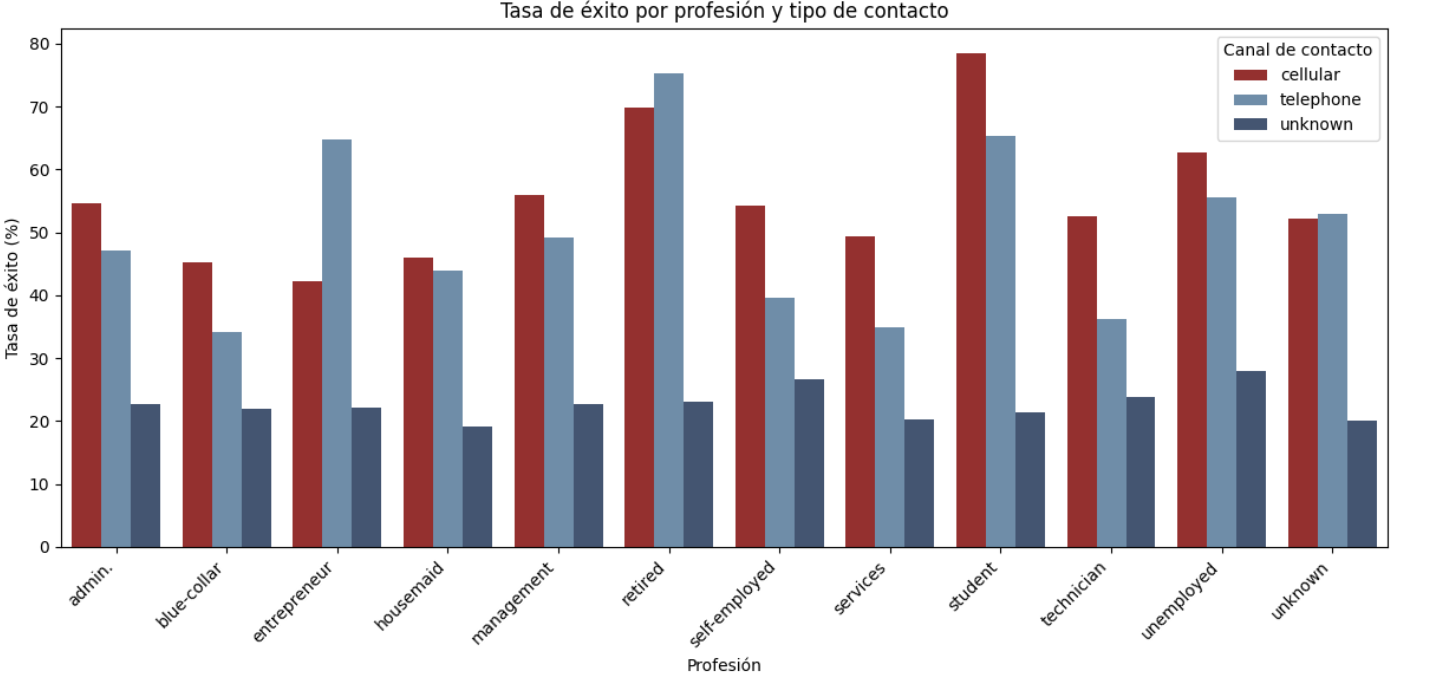 Tasa de éxito por profesión y tipo de contacto
Canal de contacto
cellular
telephone
unknown
Tasa de éxito (%)
80
70
60
50
40
30
20
10
0
admin.
blue-collar
entrepreneur
housemaid
management
retired
self-employed
services
student
technician
unemployed
unknown
Profesión